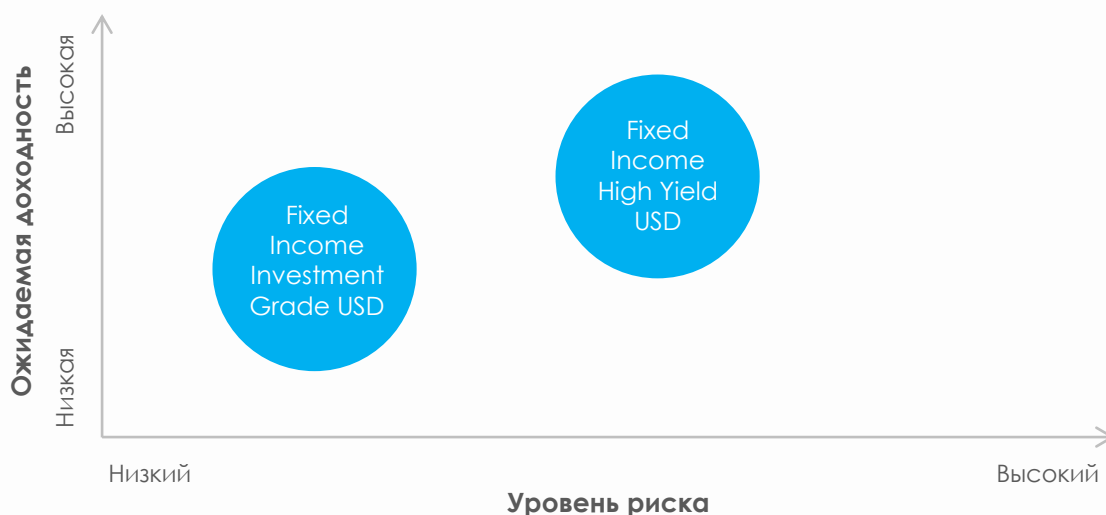 Ожидаемая доходность
Высокая
Низкая
Fixed
Income
High Yield
USD
Fixed
Income
Investment
Grade USD
Низкий
Высокий
Уровень риска